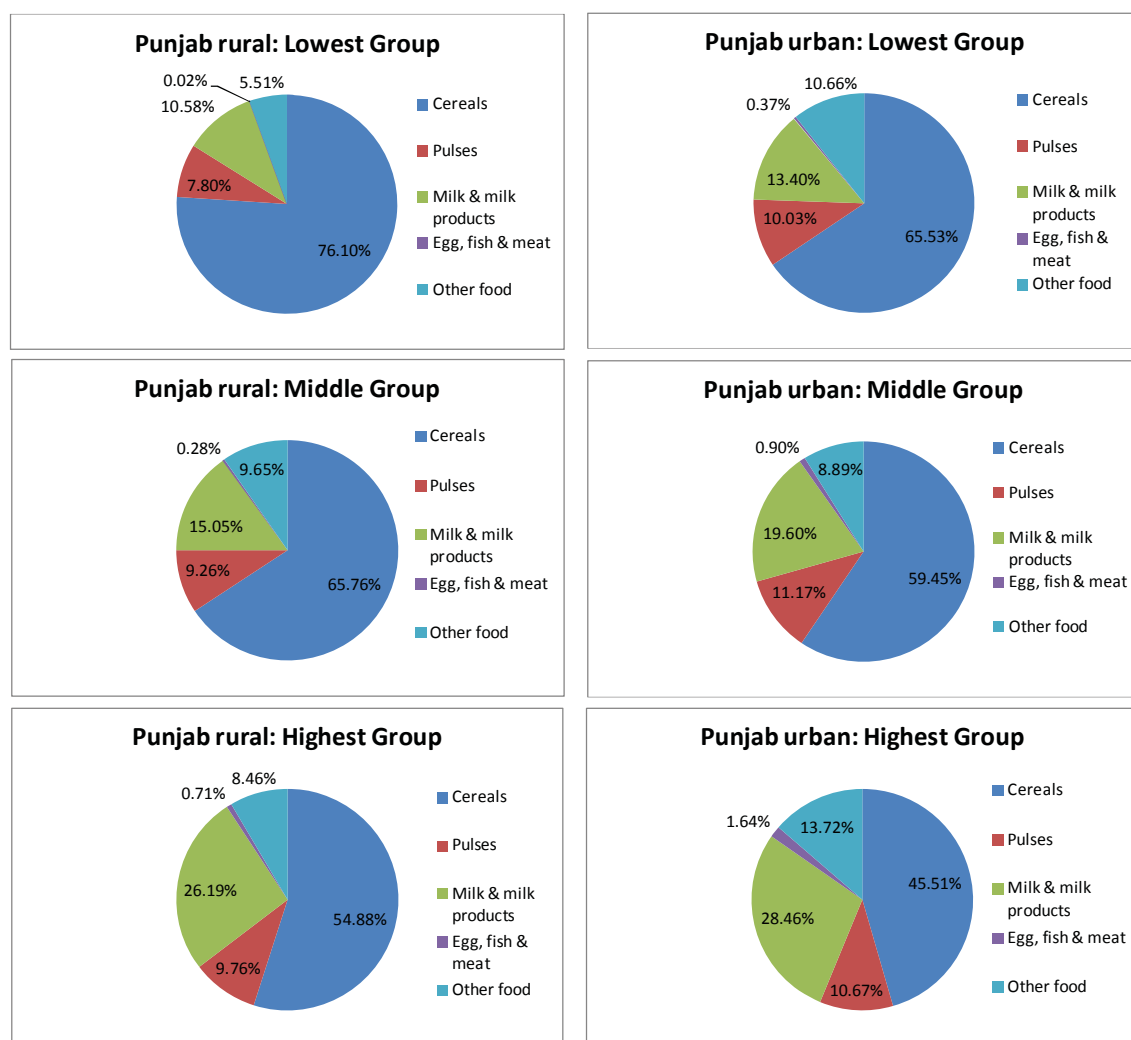 Punjab rural: Lowest Group
0.02%
5.51%
10.58%
7.80%
76.10%
Cereals
Pulses
Milk & milk
products
Egg, fish & meat
Other food
Punjab urban: Lowest Group
10.66%
0.37%
13.40%
10.03%
65.53%
Cereals
Pulses
Milk & milk
products
Egg, fish &
meat
Other food
Punjab rural: Middle Group
0.28%
9.65%
15.05%
9.26%
65.76%
Cereals
Pulses
Milk & milk
products
Egg, fish & meat
Other food
Punjab urban: Middle Group
0.90%
8.89%
19.60%
11.17%
59.45%
Cereals
Pulses
Milk & milk
products
Egg, fish & meat
Other food
Punjab rural: Highest Group
8.46%
0.71%
26.19%
54.88%
9.76%
Cereals
Pulses
Milk & milk
products
Egg, fish &
meat
Other food
Punjab urban: Highest Group
1.64%
13.72%
45.51%
28.46%
10.67%
Cereals
Pulses
Milk & milk
products
Egg, fish & meat
Other food